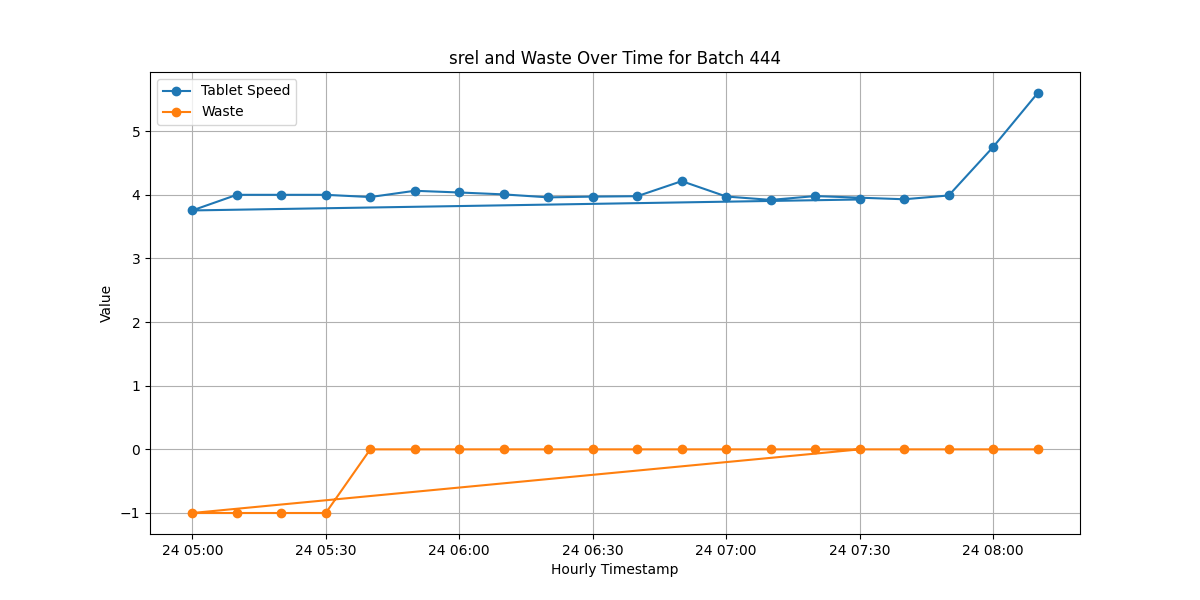 srel and Waste Over Time for Batch 444
Tablet Speed
Waste
Value
5
4
3
2
1
0
−1
24 05:00 24 05:30 24 06:00 24 06:30 24 07:00 24 07:30 24 08:00
Hourly Timestamp